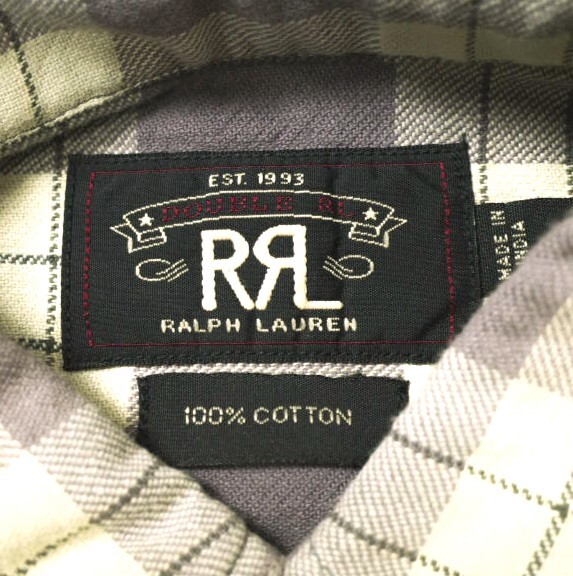 EST. 1993
DOUBLE RL
RRL
RALPH LAUREN
MADE IN
INDIA
100% COTTON